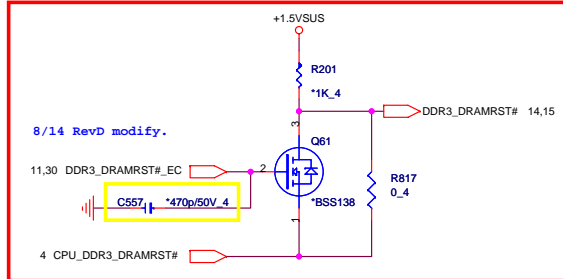 +1.5VSUS
R201
*1K_4
DDR3_DRAMRST# 14,15
8/14 RevD modify.
3
Q61
11,30 DDR3_DRAMRST#_EC
2
R817
0_4
C557
*470p/50V_4
*BSS138
1
4 CPU_DDR3_DRAMRST#